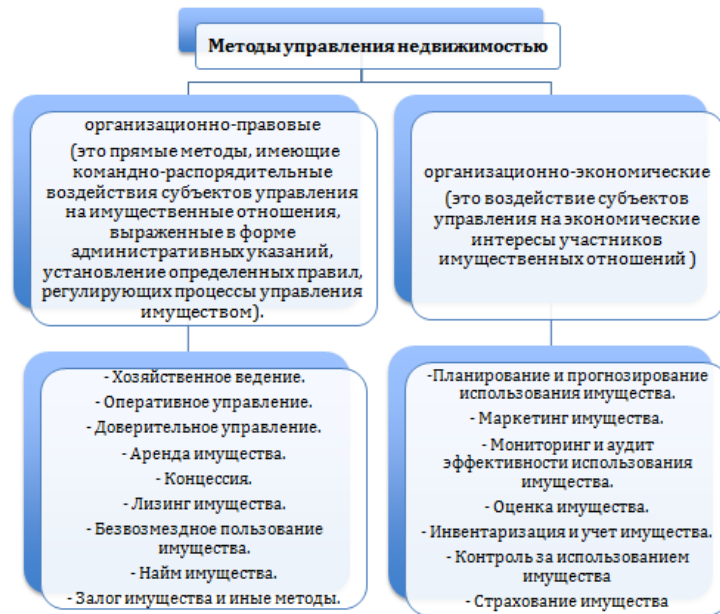 Методы управления недвижимостью
организационно-правовые
(это прямые методы, имеющие
командно-распорядительные
воздействия субъектов управления
на имущественные отношения,
выраженные в форме
административных указаний,
установление определенных правил,
регулирующих процессы управления
имуществом).
организационно-экономические
(это воздействие субъектов
управления на экономические
интересы участников
имущественных отношений )
- Хозяйственное ведение.
- Оперативное управление.
- Доверительное управление.
- Аренда имущества.
- Концессия.
- Лизинг имущества.
- Безвозмездное пользование
имущества.
- Найм имущества.
- Залог имущества и иные методы.
-Планирование и прогнозирование
использования имущества.
- Маркетинг имущества.
- Мониторинг и аудит
эффективности использования
имущества.
- Оценка имущества.
- Инвентаризация и учет имущества.
- Контроль за использованием
имущества
- Страхование имущества